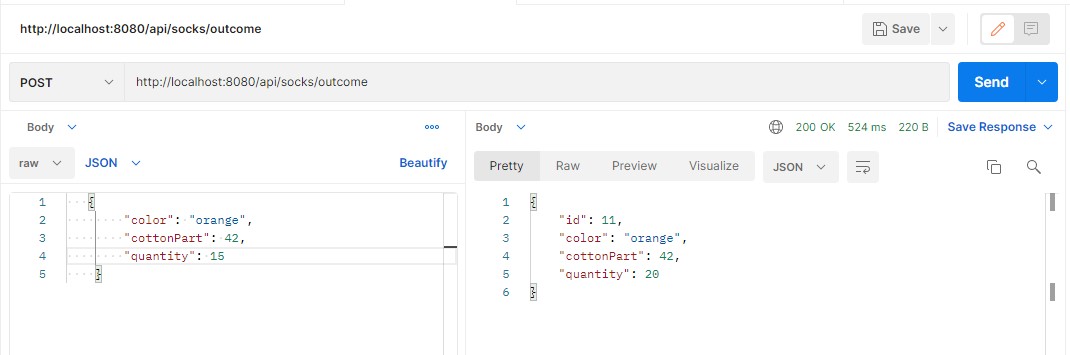 http://localhost:8080/api/socks/outcome
Save
POST
http://localhost:8080/api/socks/outcome
Send
Body
raw
JSON
Beautify
1 {
2 "color": "orange",
3 "cottonPart": 42,
4 "quantity": 15
5 }
Body
200 OK 524 ms 220 B Save Response
Pretty Raw Preview Visualize JSON
1 {
2 "id": 11,
3 "color": "orange",
4 "cottonPart": 42,
5 "quantity": 20
6 }